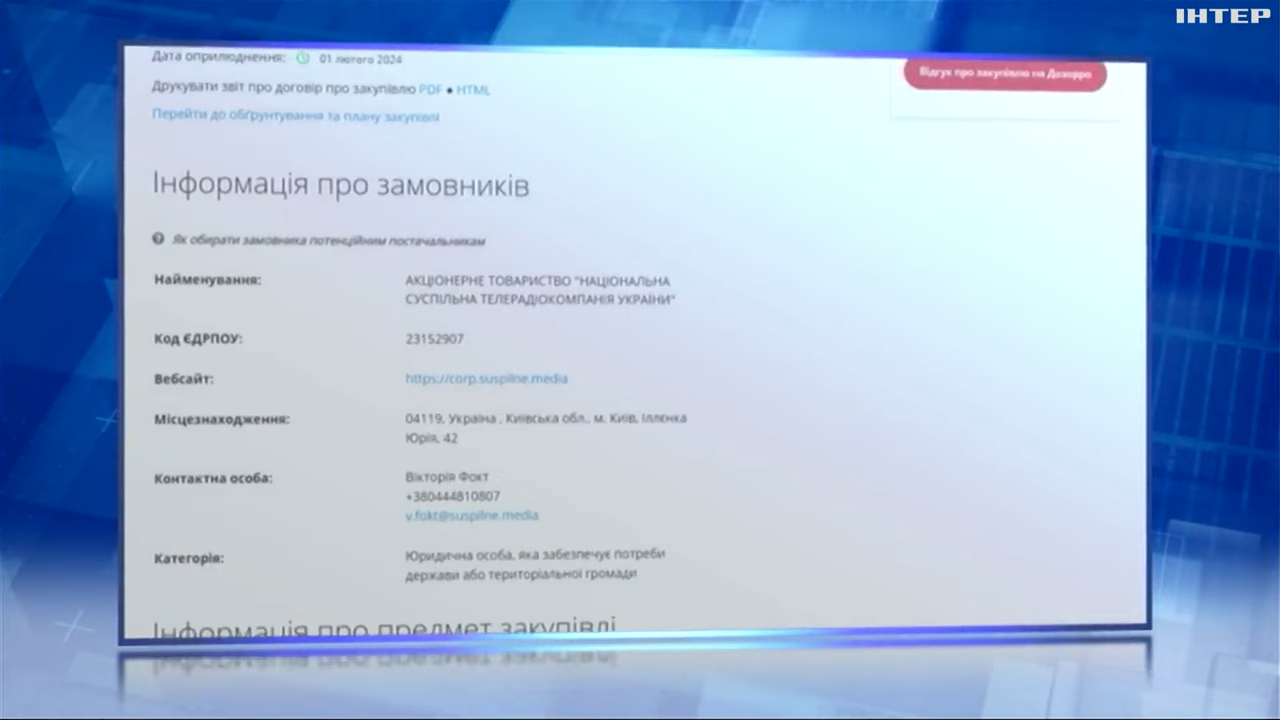 ІНТЕР
Дата оприлюднення: 01 лютого 2024
Відгук про закупівлю на Дозорро
Друкувати звіт про договір про закупівлю PDF ● HTML
Перейти до обґрунтування та плану закупівлі
Інформація про замовників
Як обирати замовника потенційним постачальникам
Найменування: АКЦІОНЕРНЕ ТОВАРИСТВО "НАЦІОНАЛЬНА
СУСПІЛЬНА ТЕЛЕРАДІОКОМПАНІЯ УКРАЇНИ"
Код ЄДРПОУ: 23152907
Вебсайт: https://corp.suspilne.media
Місцезнаходження: 04119, Україна , Київська обл., м. Київ, Іллєнка
Юрія, 42
Контактна особа: Вікторія Фокт
+380444810807
v.fokt@suspilne.media
Категорія: Юридична особа, яка забезпечує потреби
держави або територіальної громади
Інформація про предмет закупівлі